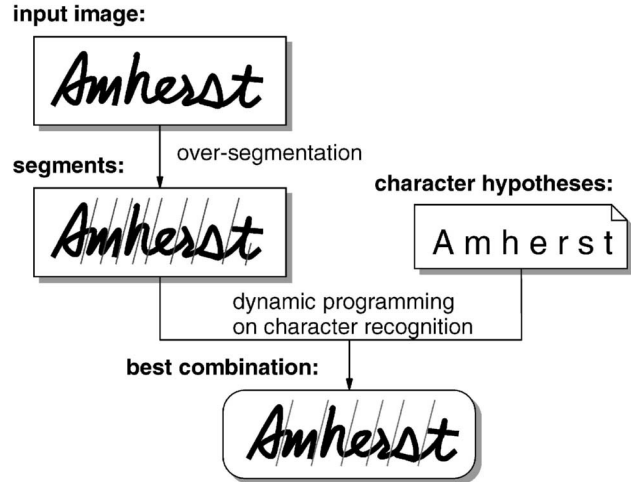 input image:
Amherst
over-segmentation
segments:
Amherst
character hypotheses:
A m h e r s t
dynamic programming
on character recognition
best combination:
Amherst